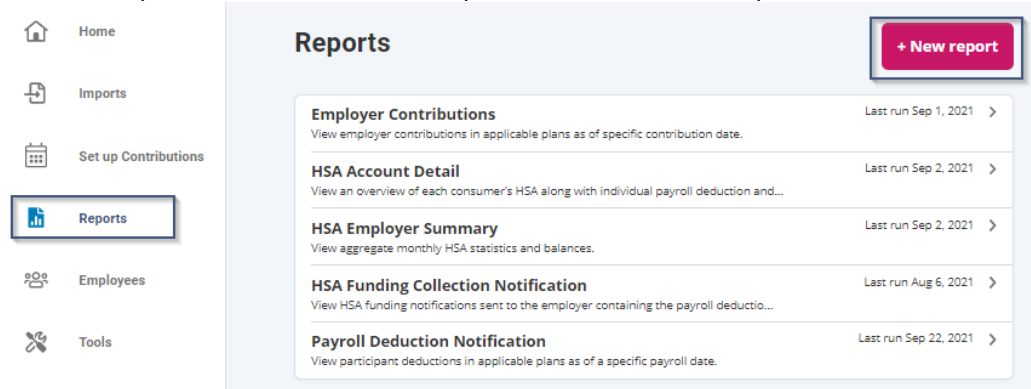 Home
Imports
Set up Contributions
Reports
Employees
Tools
Reports
+ New report
Employer Contributions
Last run Sep 1, 2021
View employer contributions in applicable plans as of specific contribution date.
HSA Account Detail
Last run Sep 2, 2021
View an overview of each consumer's HSA along with individual payroll deduction and...
HSA Employer Summary
Last run Sep 2, 2021
View aggregate monthly HSA statistics and balances.
HSA Funding Collection Notification
Last run Aug 6, 2021
View HSA funding notifications sent to the employer containing the payroll deductio...
Payroll Deduction Notification
Last run Sep 22, 2021
View participant deductions in applicable plans as of a specific payroll date.